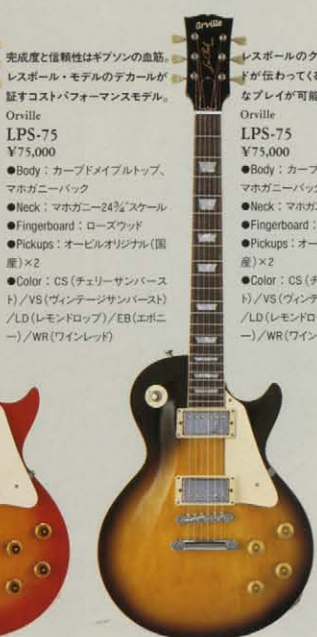 完成度と信頼性はギブソンの血筋。
レスポール・モデルのデカールが
証すコストパフォーマンスモデル。
Orville
LPS-75
¥75,000
●Body：カーブドメイプルトップ、
マホガニーバック
●Neck：マホガニー24¾"スケール
●Fingerboard：ローズウッド
●Pickups：オービルオリジナル(国
産)×2
●Color：CS(チェリーサンバース
ト)/VS(ヴィンテージサンバースト)
/LD(レモンドロップ)/EB(エボニ
ー)/WR(ワインレッド)
Orville
レスポールのク
ドが伝わってくる
なプレイが可能
Orville
LPS-75
¥75,000
●Body：カーブ
マホガニーバック
●Neck：マホガ
●Fingerboard：
●Pickups：オー
産)×2
●Color：CS(チ
ト)/VS(ヴィンテ
/LD(レモンドロ
ー)/WR(ワイン